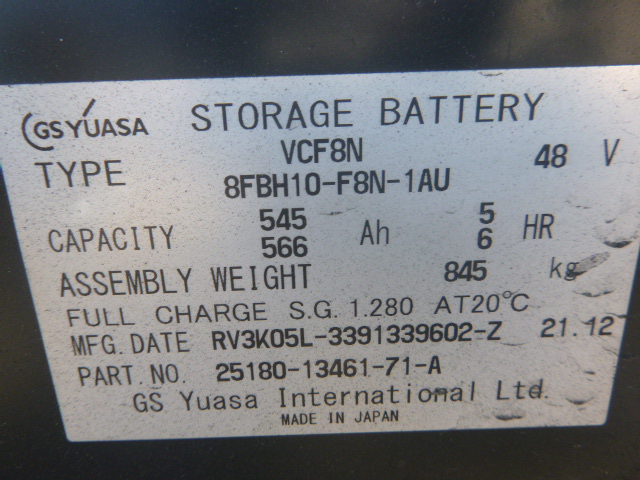 GS YUASA STORAGE BATTERY
TYPE VCF8N 48 V
8FBH10-F8N-1AU
CAPACITY 545 Ah 5 HR
566 6
ASSEMBLY WEIGHT 845 kg
FULL CHARGE S.G. 1.280 AT20℃
MFG. DATE RV3K05L-3391339602-Z 21.12
PART. NO. 25180-13461-71-A
GS Yuasa International Ltd.
MADE IN JAPAN